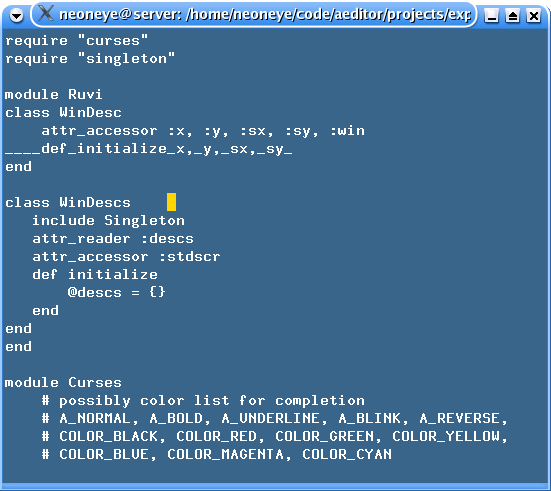 neoneye@server: /home/neoneye/code/aeditor/projects/exp
require "curses"
require "singleton"

module Ruvi
class WinDesc
    attr_accessor :x, :y, :sx, :sy, :win
____def_initialize_x,_y,_sx,_sy_
end

class WinDescs
   include Singleton
   attr_reader :descs
   attr_accessor :stdscr
   def initialize
       @descs = {}
   end
end
end

module Curses
    # possibly color list for completion
    # A_NORMAL, A_BOLD, A_UNDERLINE, A_BLINK, A_REVERSE,
    # COLOR_BLACK, COLOR_RED, COLOR_GREEN, COLOR_YELLOW,
    # COLOR_BLUE, COLOR_MAGENTA, COLOR_CYAN